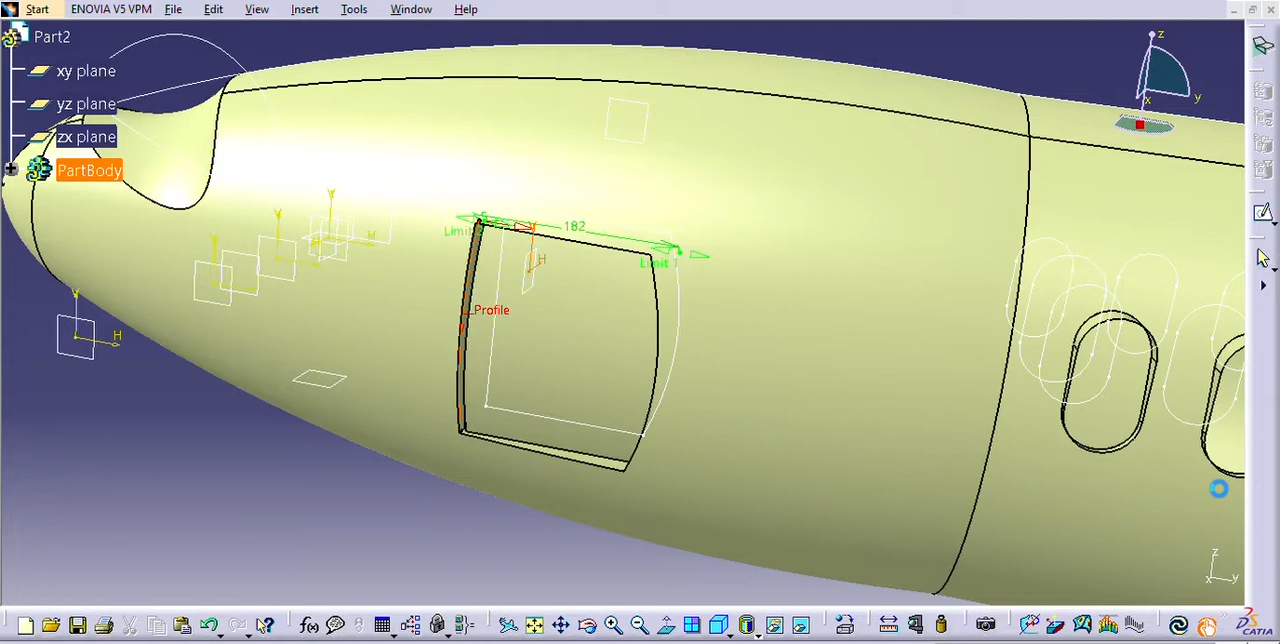 Start ENOVIA V5 VPM File Edit View Insert Tools Window Help
Part2
xy plane
yz plane
zx plane
PartBody
z
x
y
182
Limit
Limit 1
H
Profile
Y
H
Y
Y
Y
H
z
x
y
f(x)
CATIA